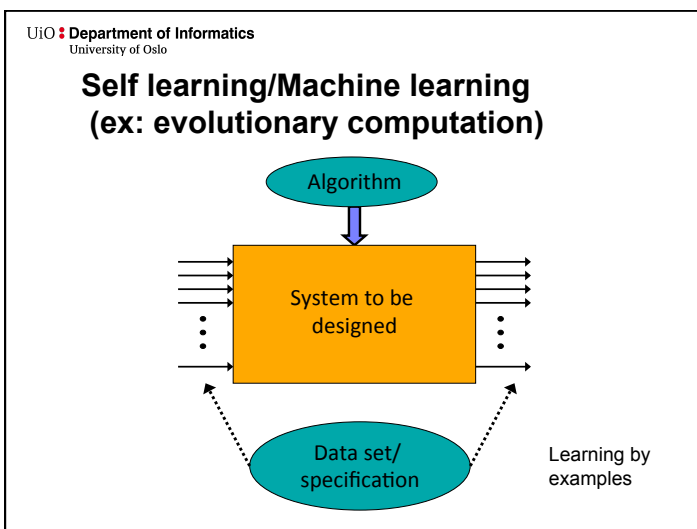 UiO Department of Informatics
University of Oslo
Self learning/Machine learning
(ex: evolutionary computation)
Algorithm
System to be
designed
Data set/
specification
Learning by
examples